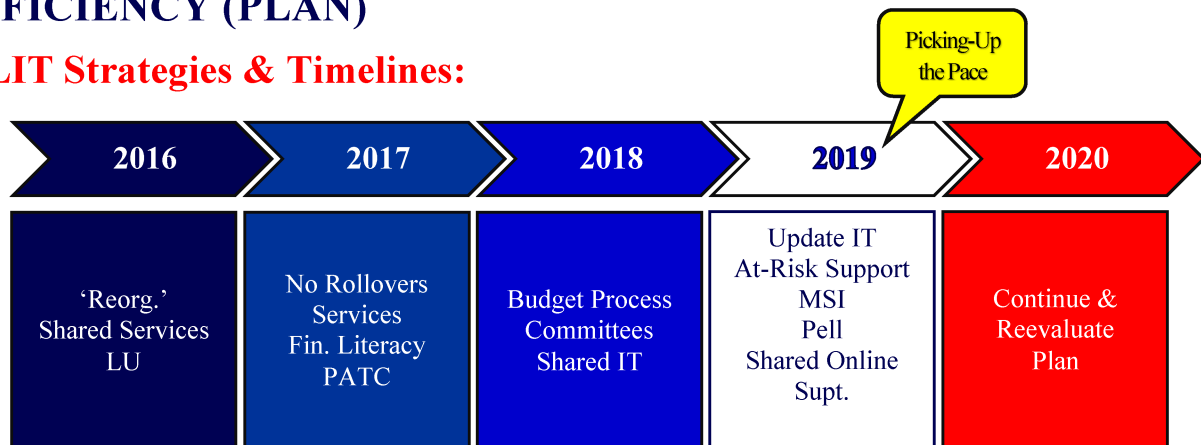 FICIENCY (PLAN)
LIT Strategies & Timelines:
Picking-Up
the Pace
2016
2017
2018
2019
2020
‘Reorg.’
Shared Services
LU
No Rollovers
Services
Fin. Literacy
PATC
Budget Process
Committees
Shared IT
Update IT
At-Risk Support
MSI
Pell
Shared Online
Supt.
Continue &
Reevaluate
Plan